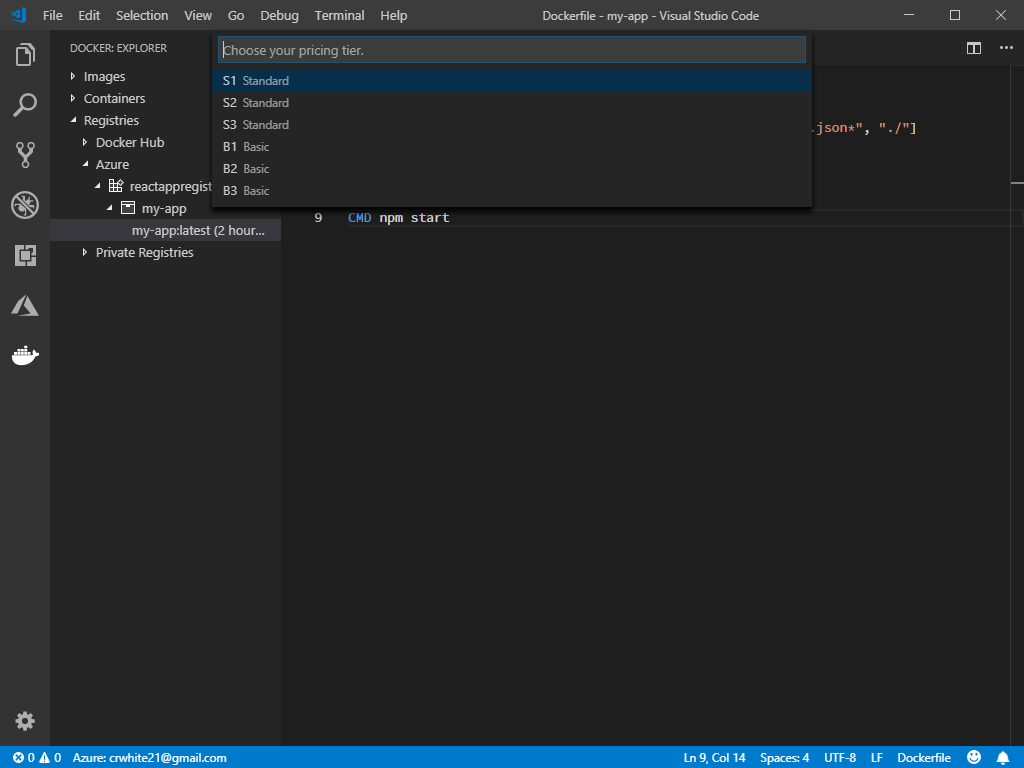 File Edit Selection View Go Debug Terminal Help Dockerfile - my-app - Visual Studio Code
DOCKER: EXPLORER
Choose your pricing tier.
Images
S1 Standard
Containers
S2 Standard
Registries
S3 Standard
.json*", "./"]
Docker Hub
B1 Basic
Azure
B2 Basic
reactappregist
B3 Basic
my-app
9 CMD npm start
my-app:latest (2 hour...
Private Registries
0 0 Azure: crwhite21@gmail.com Ln 9, Col 14 Spaces: 4 UTF-8 LF Dockerfile